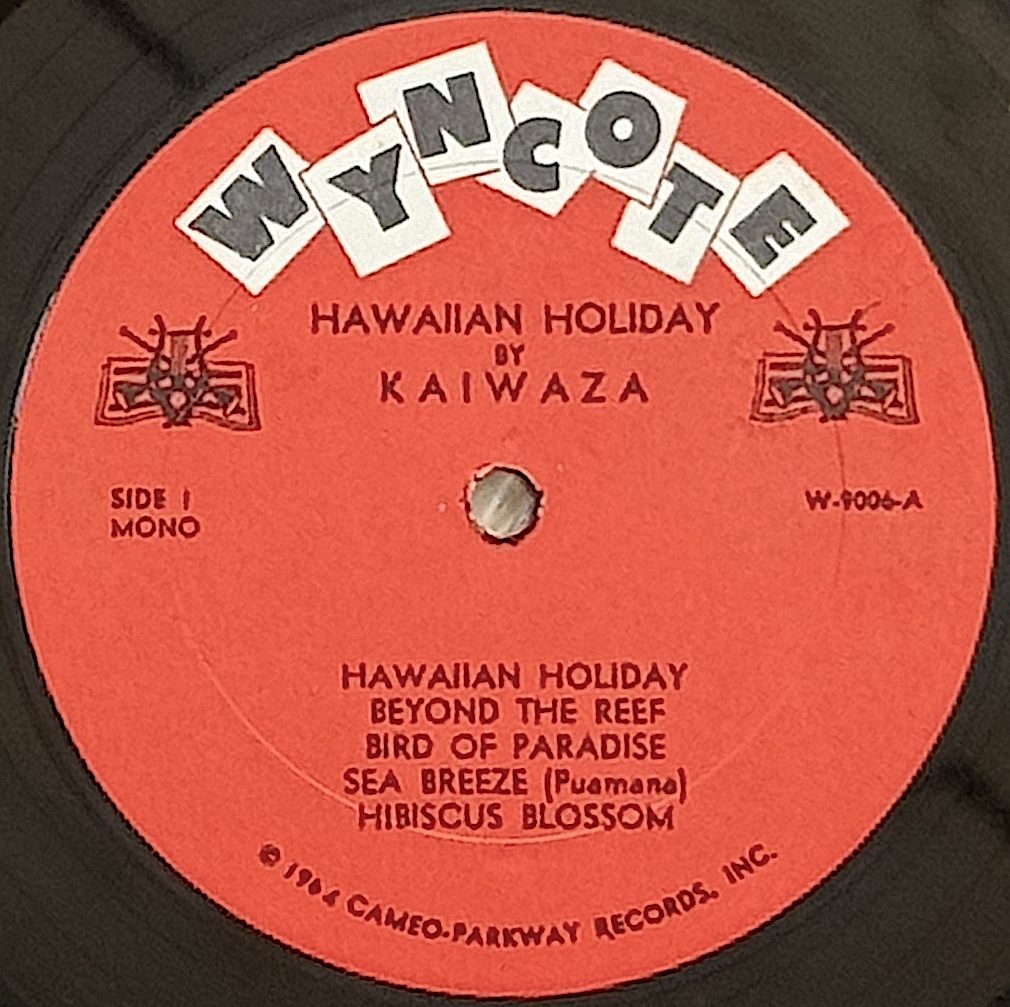 WYNCOTE
HAWAIIAN HOLIDAY
BY
KAIWAZA
SIDE 1
MONO
W-9006-A
HAWAIIAN HOLIDAY
BEYOND THE REEF
BIRD OF PARADISE
SEA BREEZE (Puamana)
HIBISCUS BLOSSOM
© 1964 CAMEO-PARKWAY RECORDS, INC.